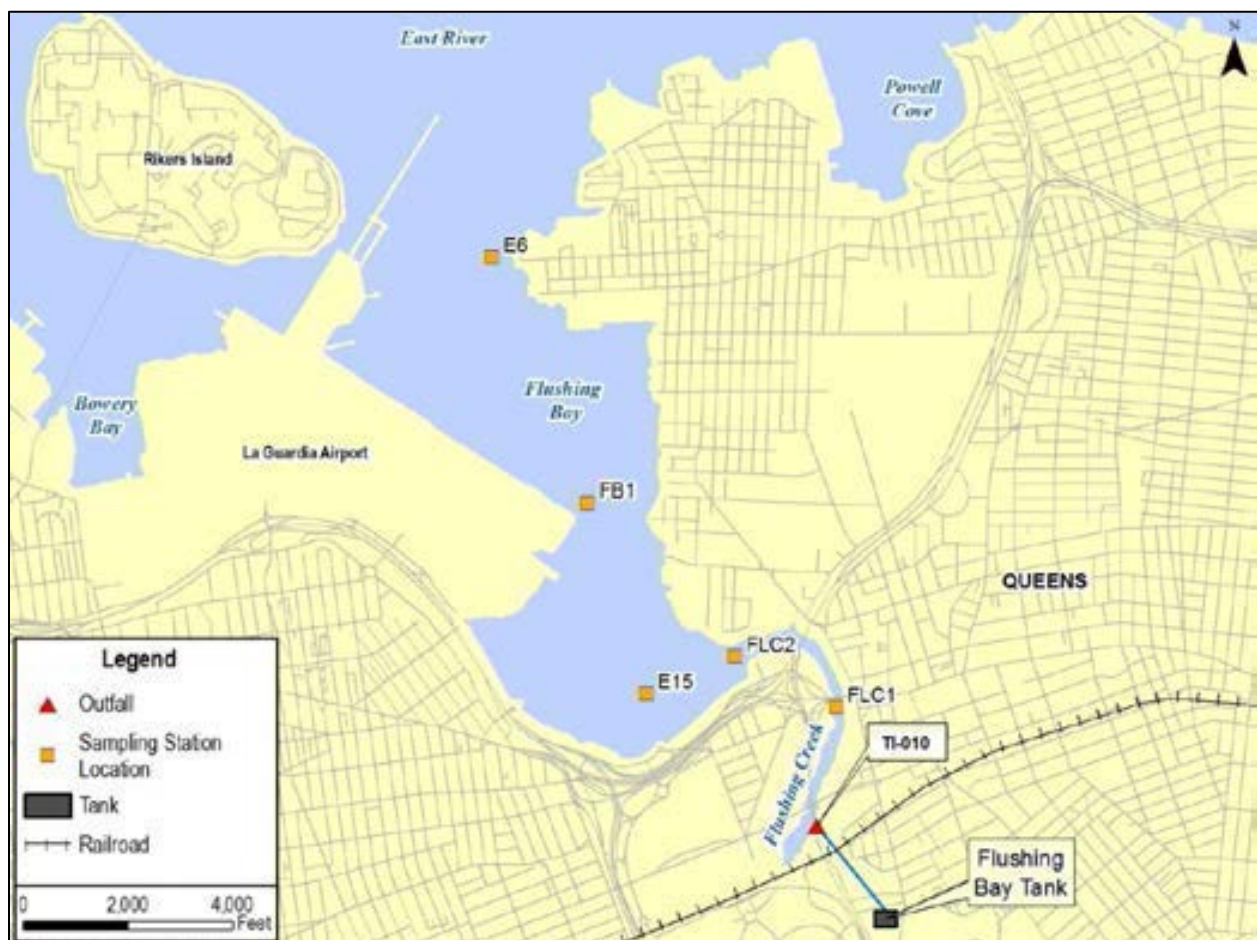 East River
N
Powell
Cove
Rikers Island
E6
Flushing
Bay
Bowery
Bay
La Guardia Airport
FB1
QUEENS
FLC2
E15
FLC1
TI-010
Flushing Creek
Flushing
Bay Tank
Legend
Outfall
Sampling Station
Location
Tank
Railroad
0 2,000 4,000
Feet